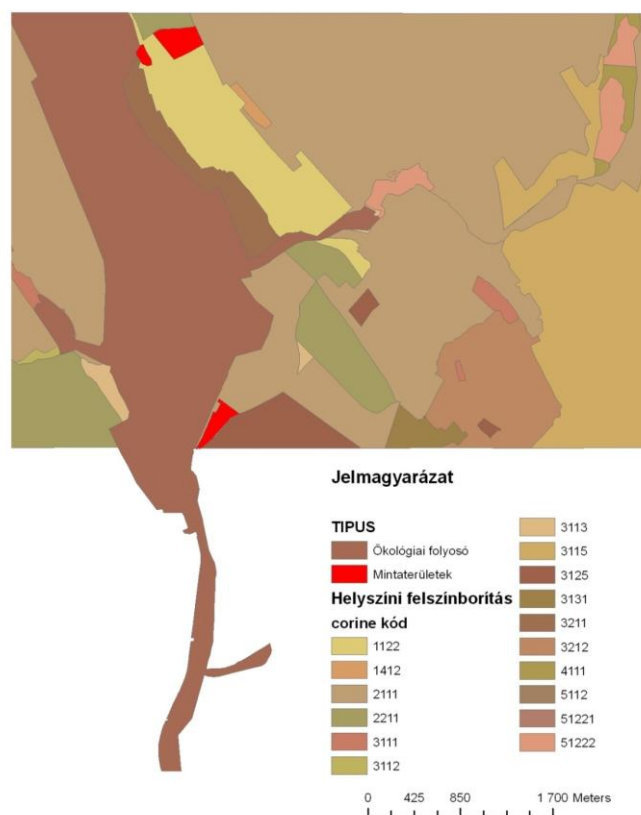 Jelmagyarázat
TIPUS
Ökológiai folyosó
Mintaterületek
Helyszíni felszínborítás
corine kód
1122
1412
2111
2211
3111
3112
3113
3115
3125
3131
3211
3212
4111
5112
51221
51222
0 425 850 1 700 Meters